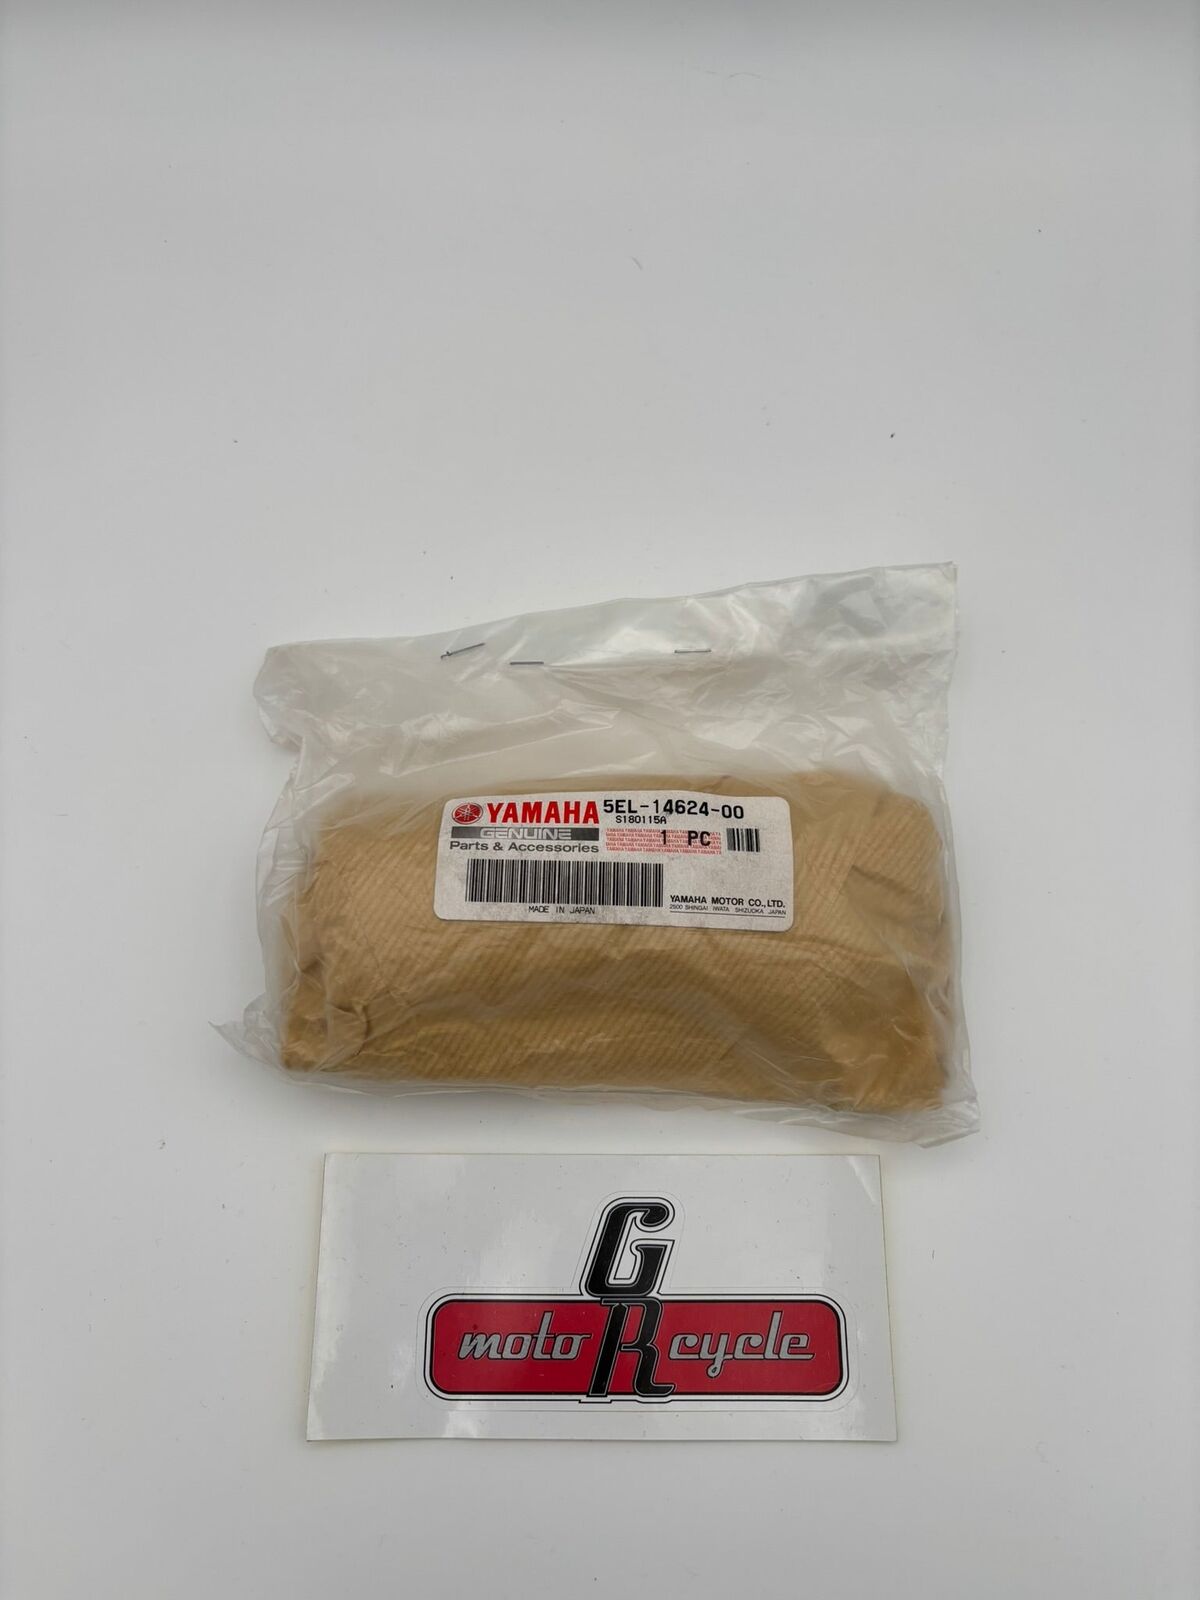 YAMAHA 5EL-14624-00
S180115A
GENUINE
1 PC
Parts & Accessories
YAMAHA MOTOR CO.,LTD.
2500 SHINGAI IWATA SHIZUOKA JAPAN
MADE IN JAPAN
G
moto R cycle